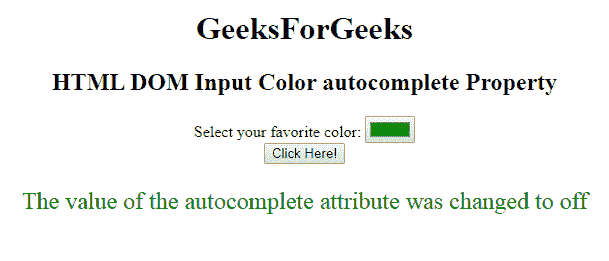 GeeksForGeeks
HTML DOM Input Color autocomplete Property
Select your favorite color:
Click Here!
The value of the autocomplete attribute was changed to off